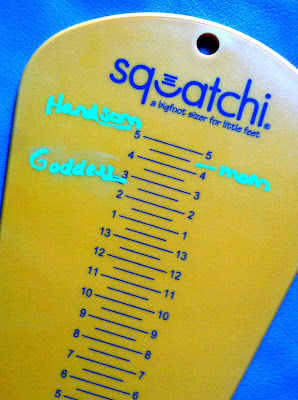 squatchi®
a bigfoot sizer for little feet
Handsom
5 5
4 4 mom
Goddess
3 3
2 2
1 1
13 13
12 12
11 11
10 10
9 9
8 8
7 7
6
5